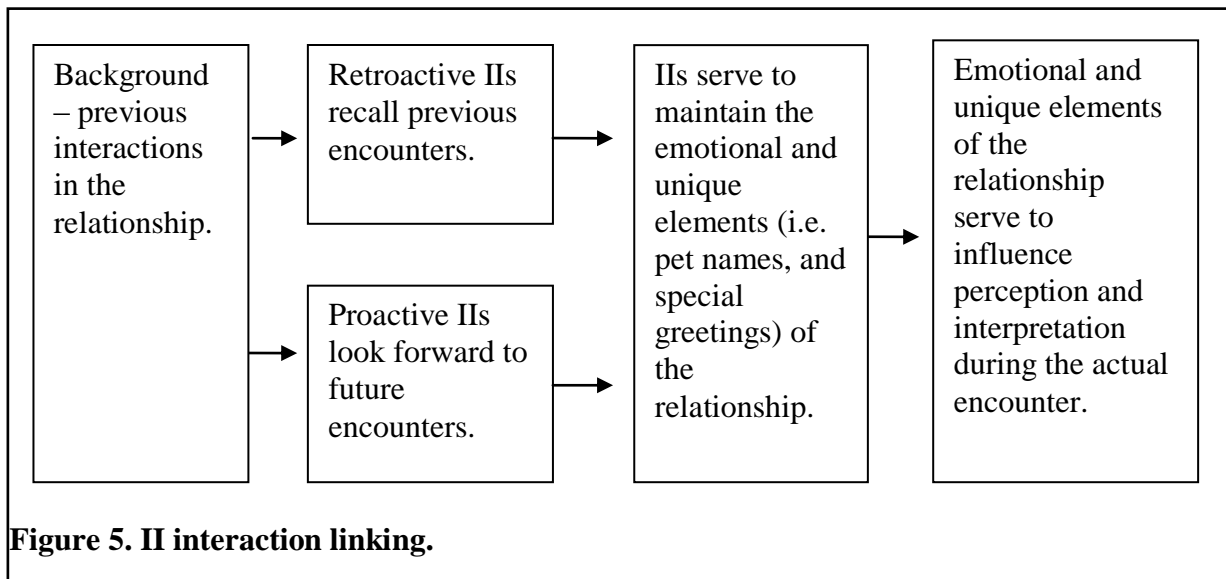 Background
– previous
interactions
in the
relationship.
Retroactive IIs
recall previous
encounters.
Proactive IIs
look forward to
future
encounters.
IIs serve to
maintain the
emotional and
unique
elements (i.e.
pet names, and
special
greetings) of
the
relationship.
Emotional and
unique elements
of the
relationship
serve to
influence
perception and
interpretation
during the actual
encounter.
Figure 5. II interaction linking.